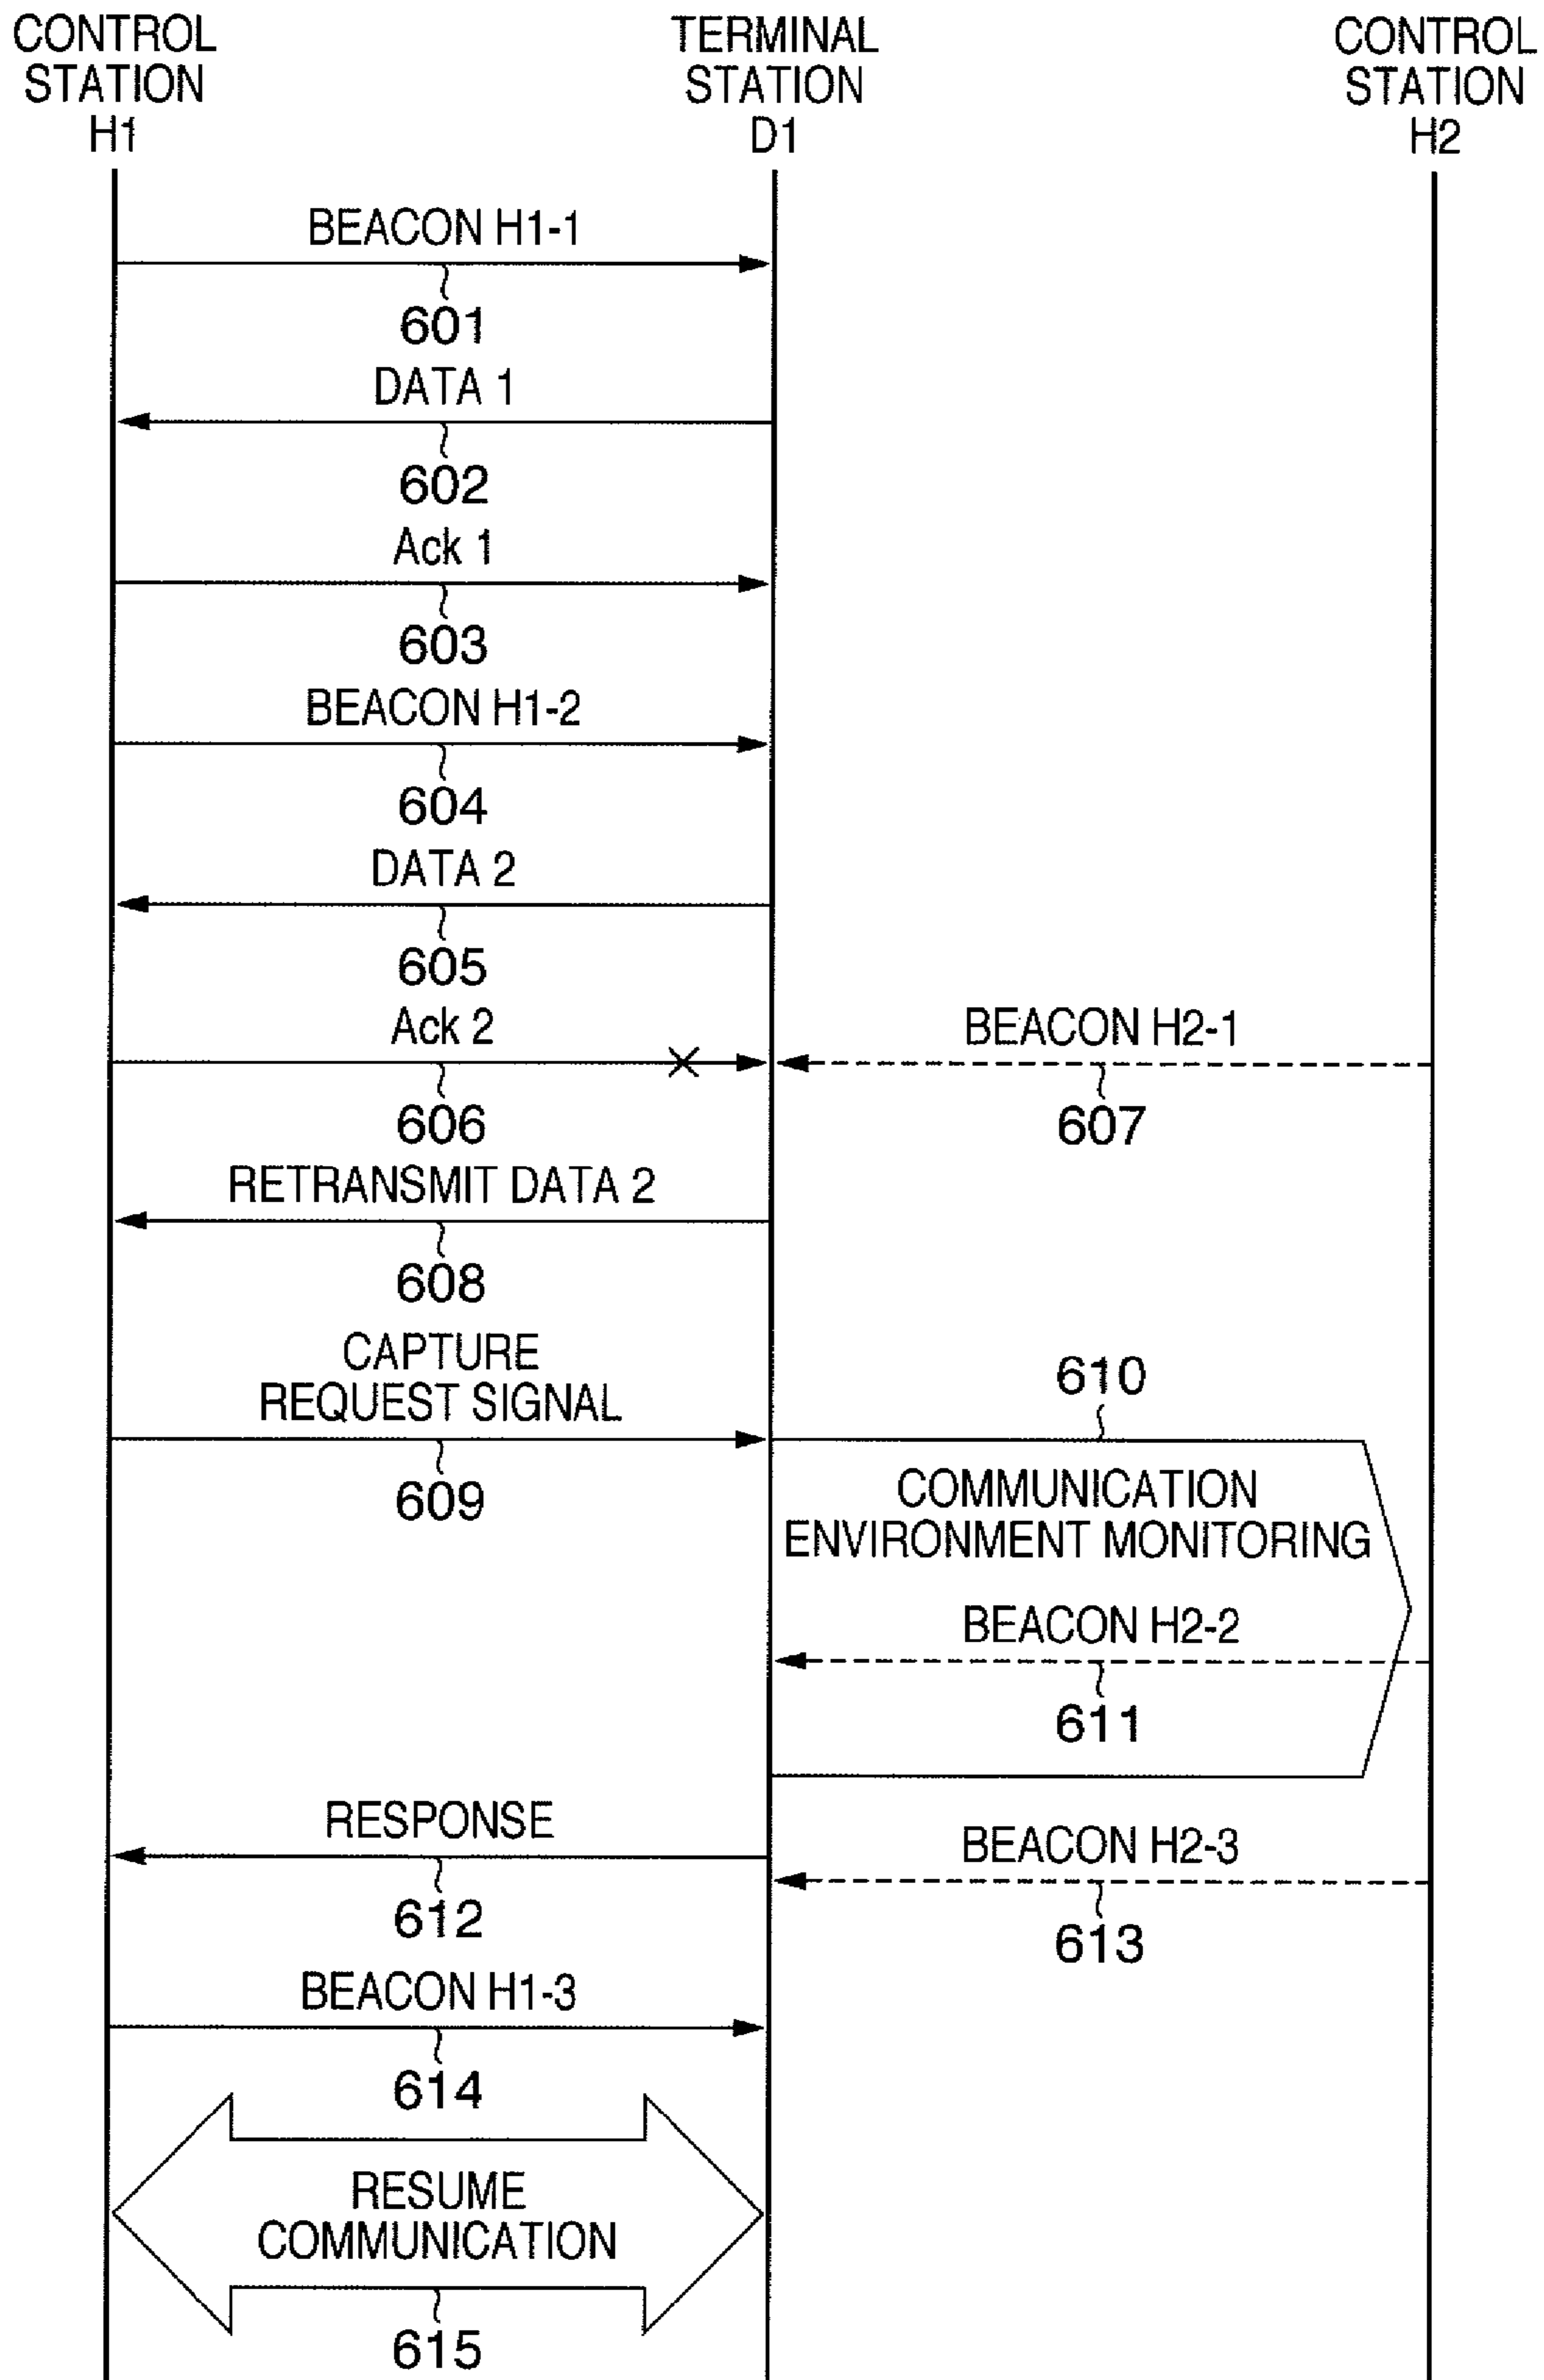 CONTROL
STATION
H1
TERMINAL
STATION
D1
CONTROL
STATION
H2
BEACON H1-1
601
DATA 1
602
Ack 1
603
BEACON H1-2
604
DATA 2
605
Ack 2
606
BEACON H2-1
607
RETRANSMIT DATA 2
608
CAPTURE
REQUEST SIGNAL
609
610
COMMUNICATION
ENVIRONMENT MONITORING
BEACON H2-2
611
RESPONSE
612
BEACON H2-3
613
BEACON H1-3
614
RESUME
COMMUNICATION
615